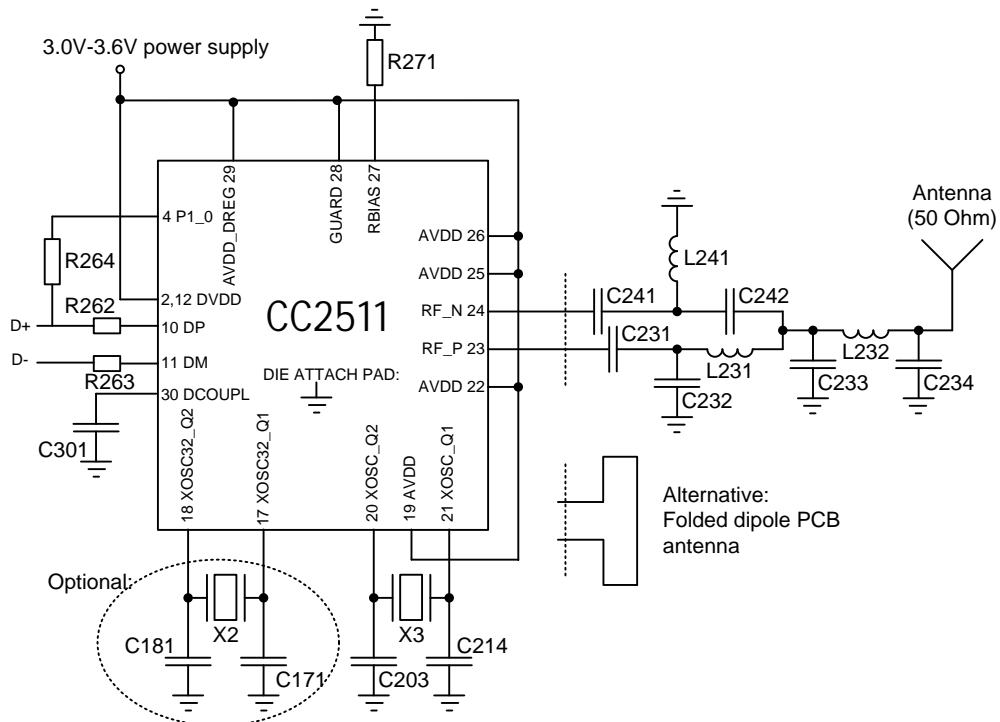 3.0V-3.6V power supply
R271
AVDD_DREG 29
GUARD 28
RBIAS 27
4 P1_0
R264
AVDD 26
AVDD 25
Antenna
(50 Ohm)
L241
R262
2,12 DVDD
CC2511
RF_N 24
C241
C242
D+
10 DP
C231
D-
11 DM
RF_P 23
L231
L232
R263
DIE ATTACH PAD:
AVDD 22
C232
C233
C234
30 DCOUPL
C301
18 XOSC32_Q2
17 XOSC32_Q1
20 XOSC_Q2
19 AVDD
21 XOSC_Q1
Alternative:
Folded dipole PCB
antenna
Optional:
C181
X2
C171
X3
C203
C214